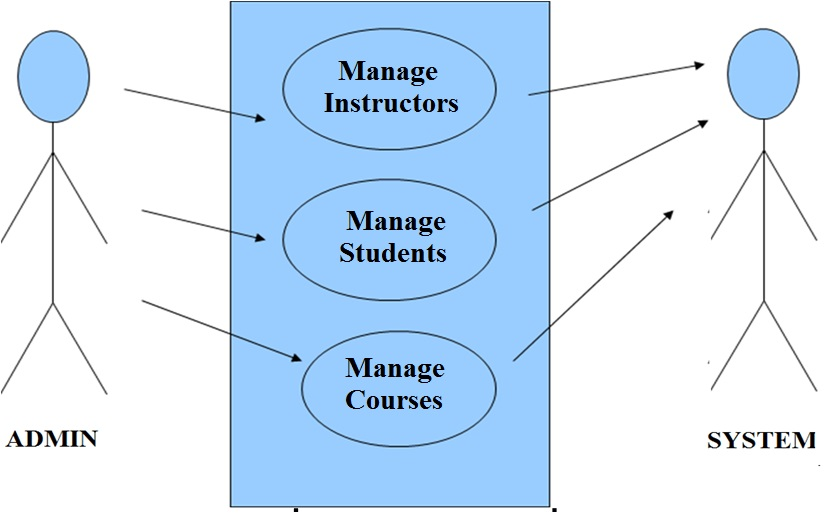 Manage
Instructors
Manage
Students
Manage
Courses
ADMIN
SYSTEM